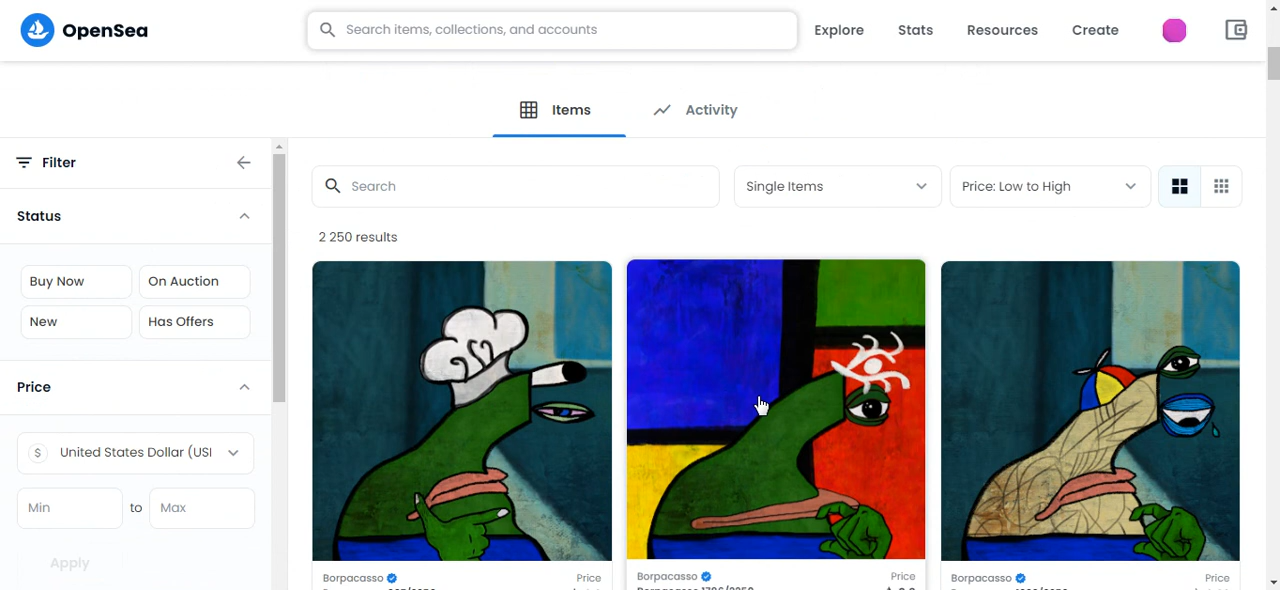 OpenSea
Search items, collections, and accounts
Explore
Stats
Resources
Create
Items
Activity
Filter
Search
Single Items
Price: Low to High
Status
2 250 results
Buy Now
On Auction
New
Has Offers
Price
$ United States Dollar (USI
Min
to
Max
Apply
Borpacasso
Price
Borpacasso
Price
Borpacasso
Price